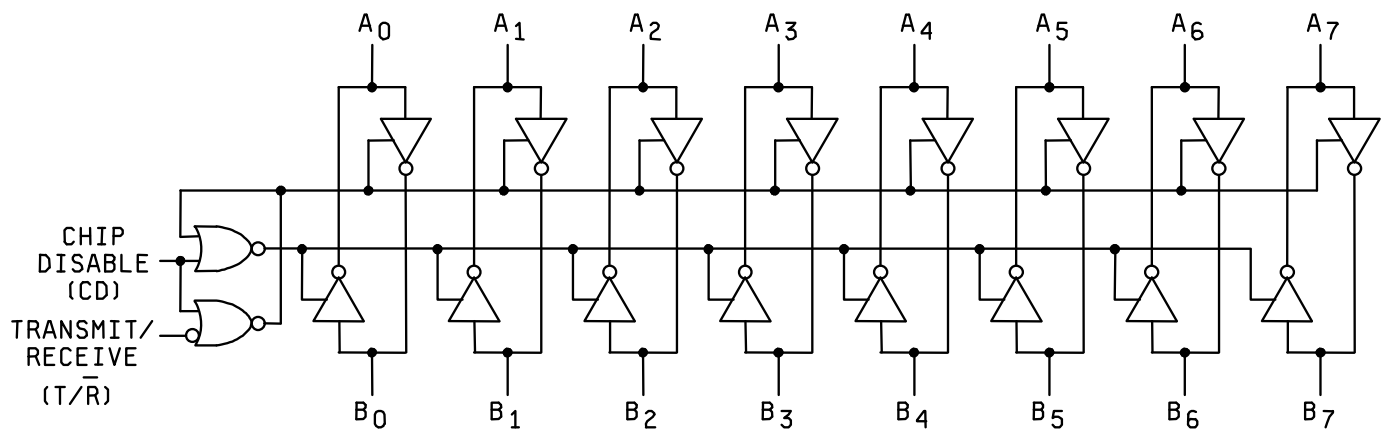 A0 A1 A2 A3 A4 A5 A6 A7
CHIP
DISABLE
(CD)
TRANSMIT/
RECEIVE
(T/R̅)
B0 B1 B2 B3 B4 B5 B6 B7